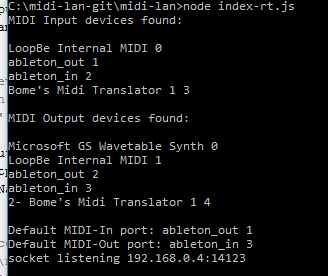 C:\midi-lan-git\midi-lan>node index-rt.js
MIDI Input devices found:
LoopBe Internal MIDI 0
ableton_out 1
ableton_in 2
Bome's Midi Translator 1 3
MIDI Output devices found:
Microsoft GS Wavetable Synth 0
LoopBe Internal MIDI 1
ableton_out 2
ableton_in 3
2- Bome's Midi Translator 1 4
Default MIDI-In port: ableton_out 1
Default MIDI-Out port: ableton_in 3
socket listening 192.168.0.4:14123